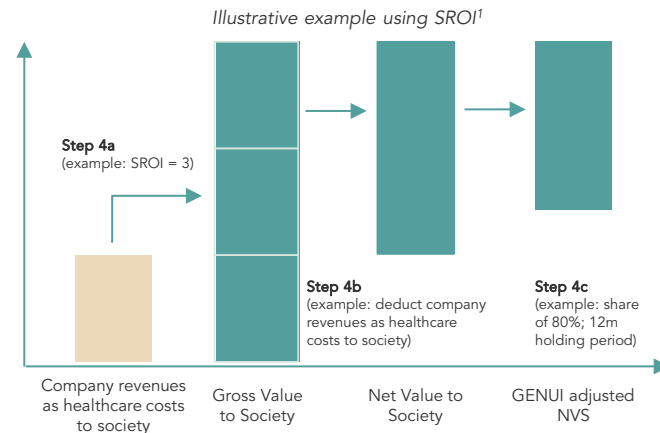 Illustrative example using SROI¹
Step 4a
(example: SROI = 3)
Step 4b
(example: deduct company
revenues as healthcare
costs to society)
Step 4c
(example: share
of 80%; 12m
holding period)
Company revenues
as healthcare costs
to society
Gross Value
to Society
Net Value to
Society
GENUI adjusted
NVS